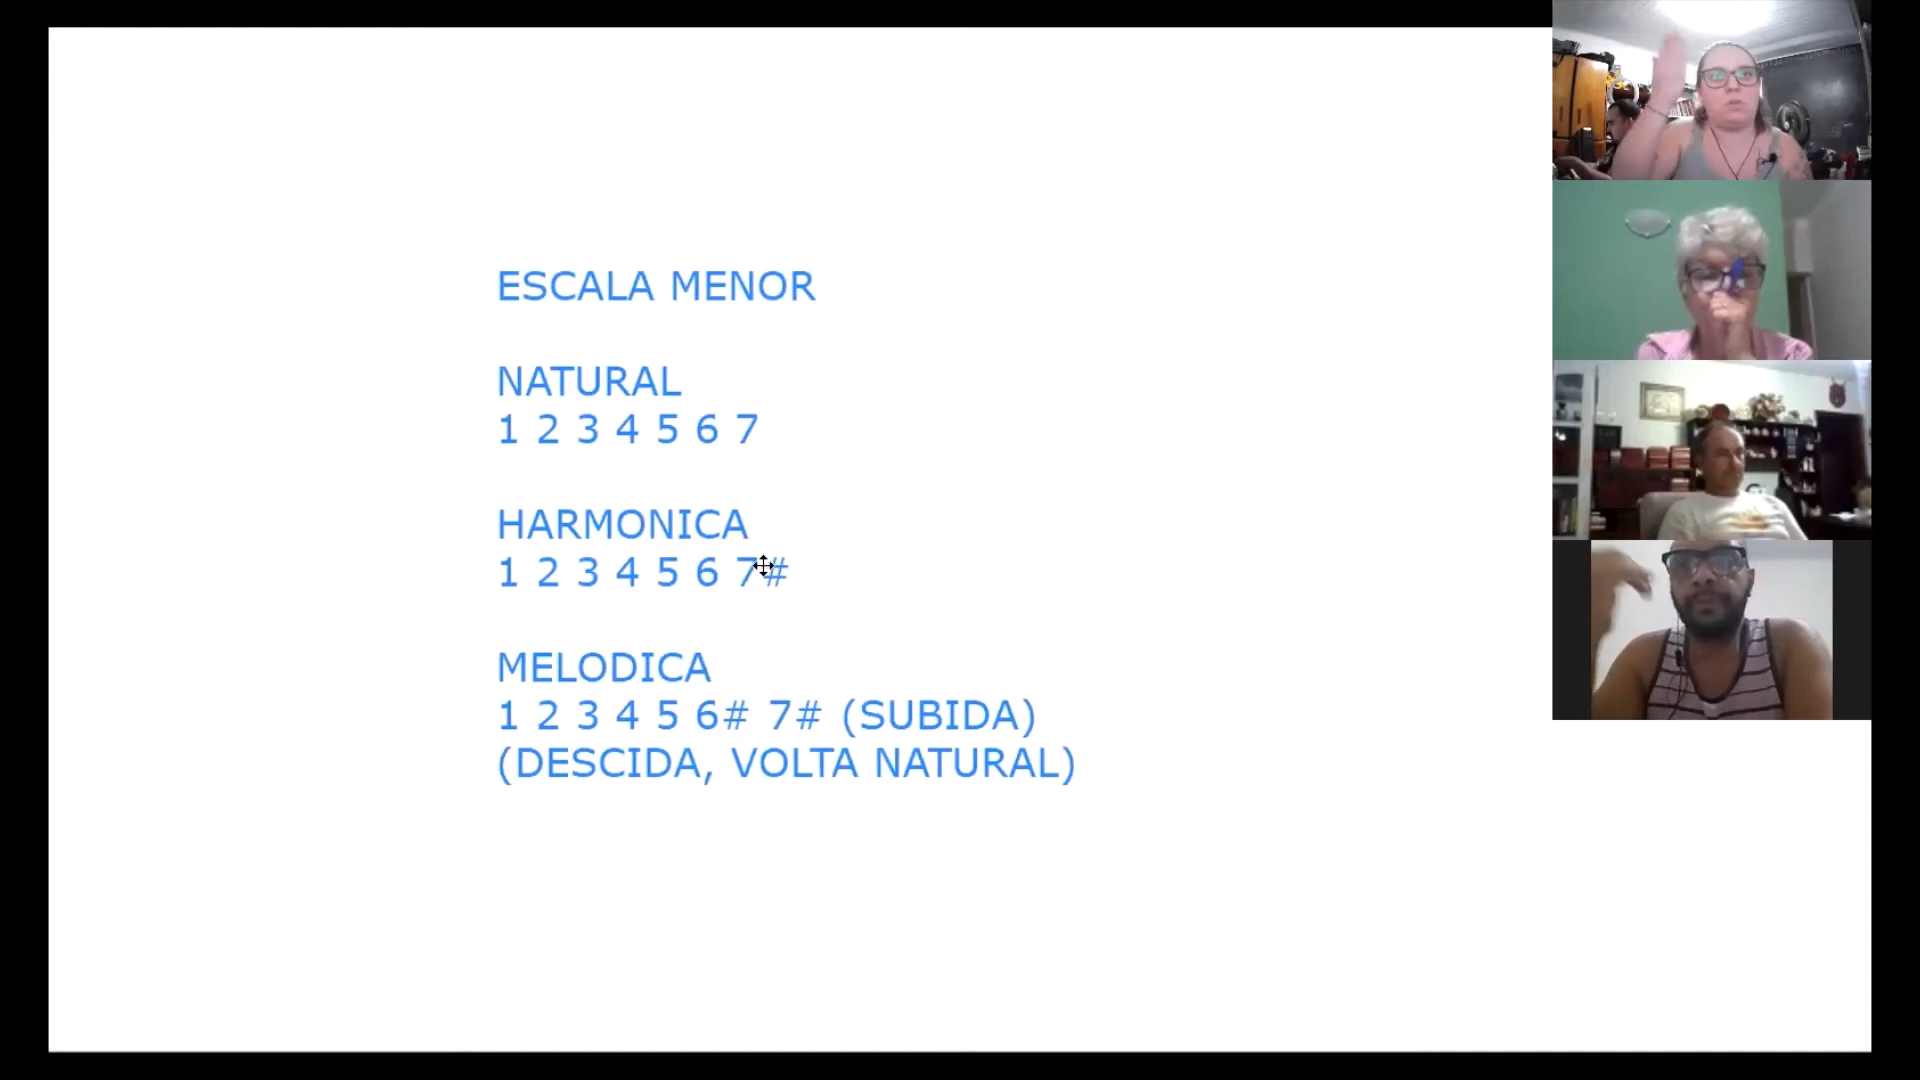 ESCALA MENOR
NATURAL
1 2 3 4 5 6 7
HARMONICA
1 2 3 4 5 6 7#
MELODICA
1 2 3 4 5 6# 7# (SUBIDA)
(DESCIDA, VOLTA NATURAL)